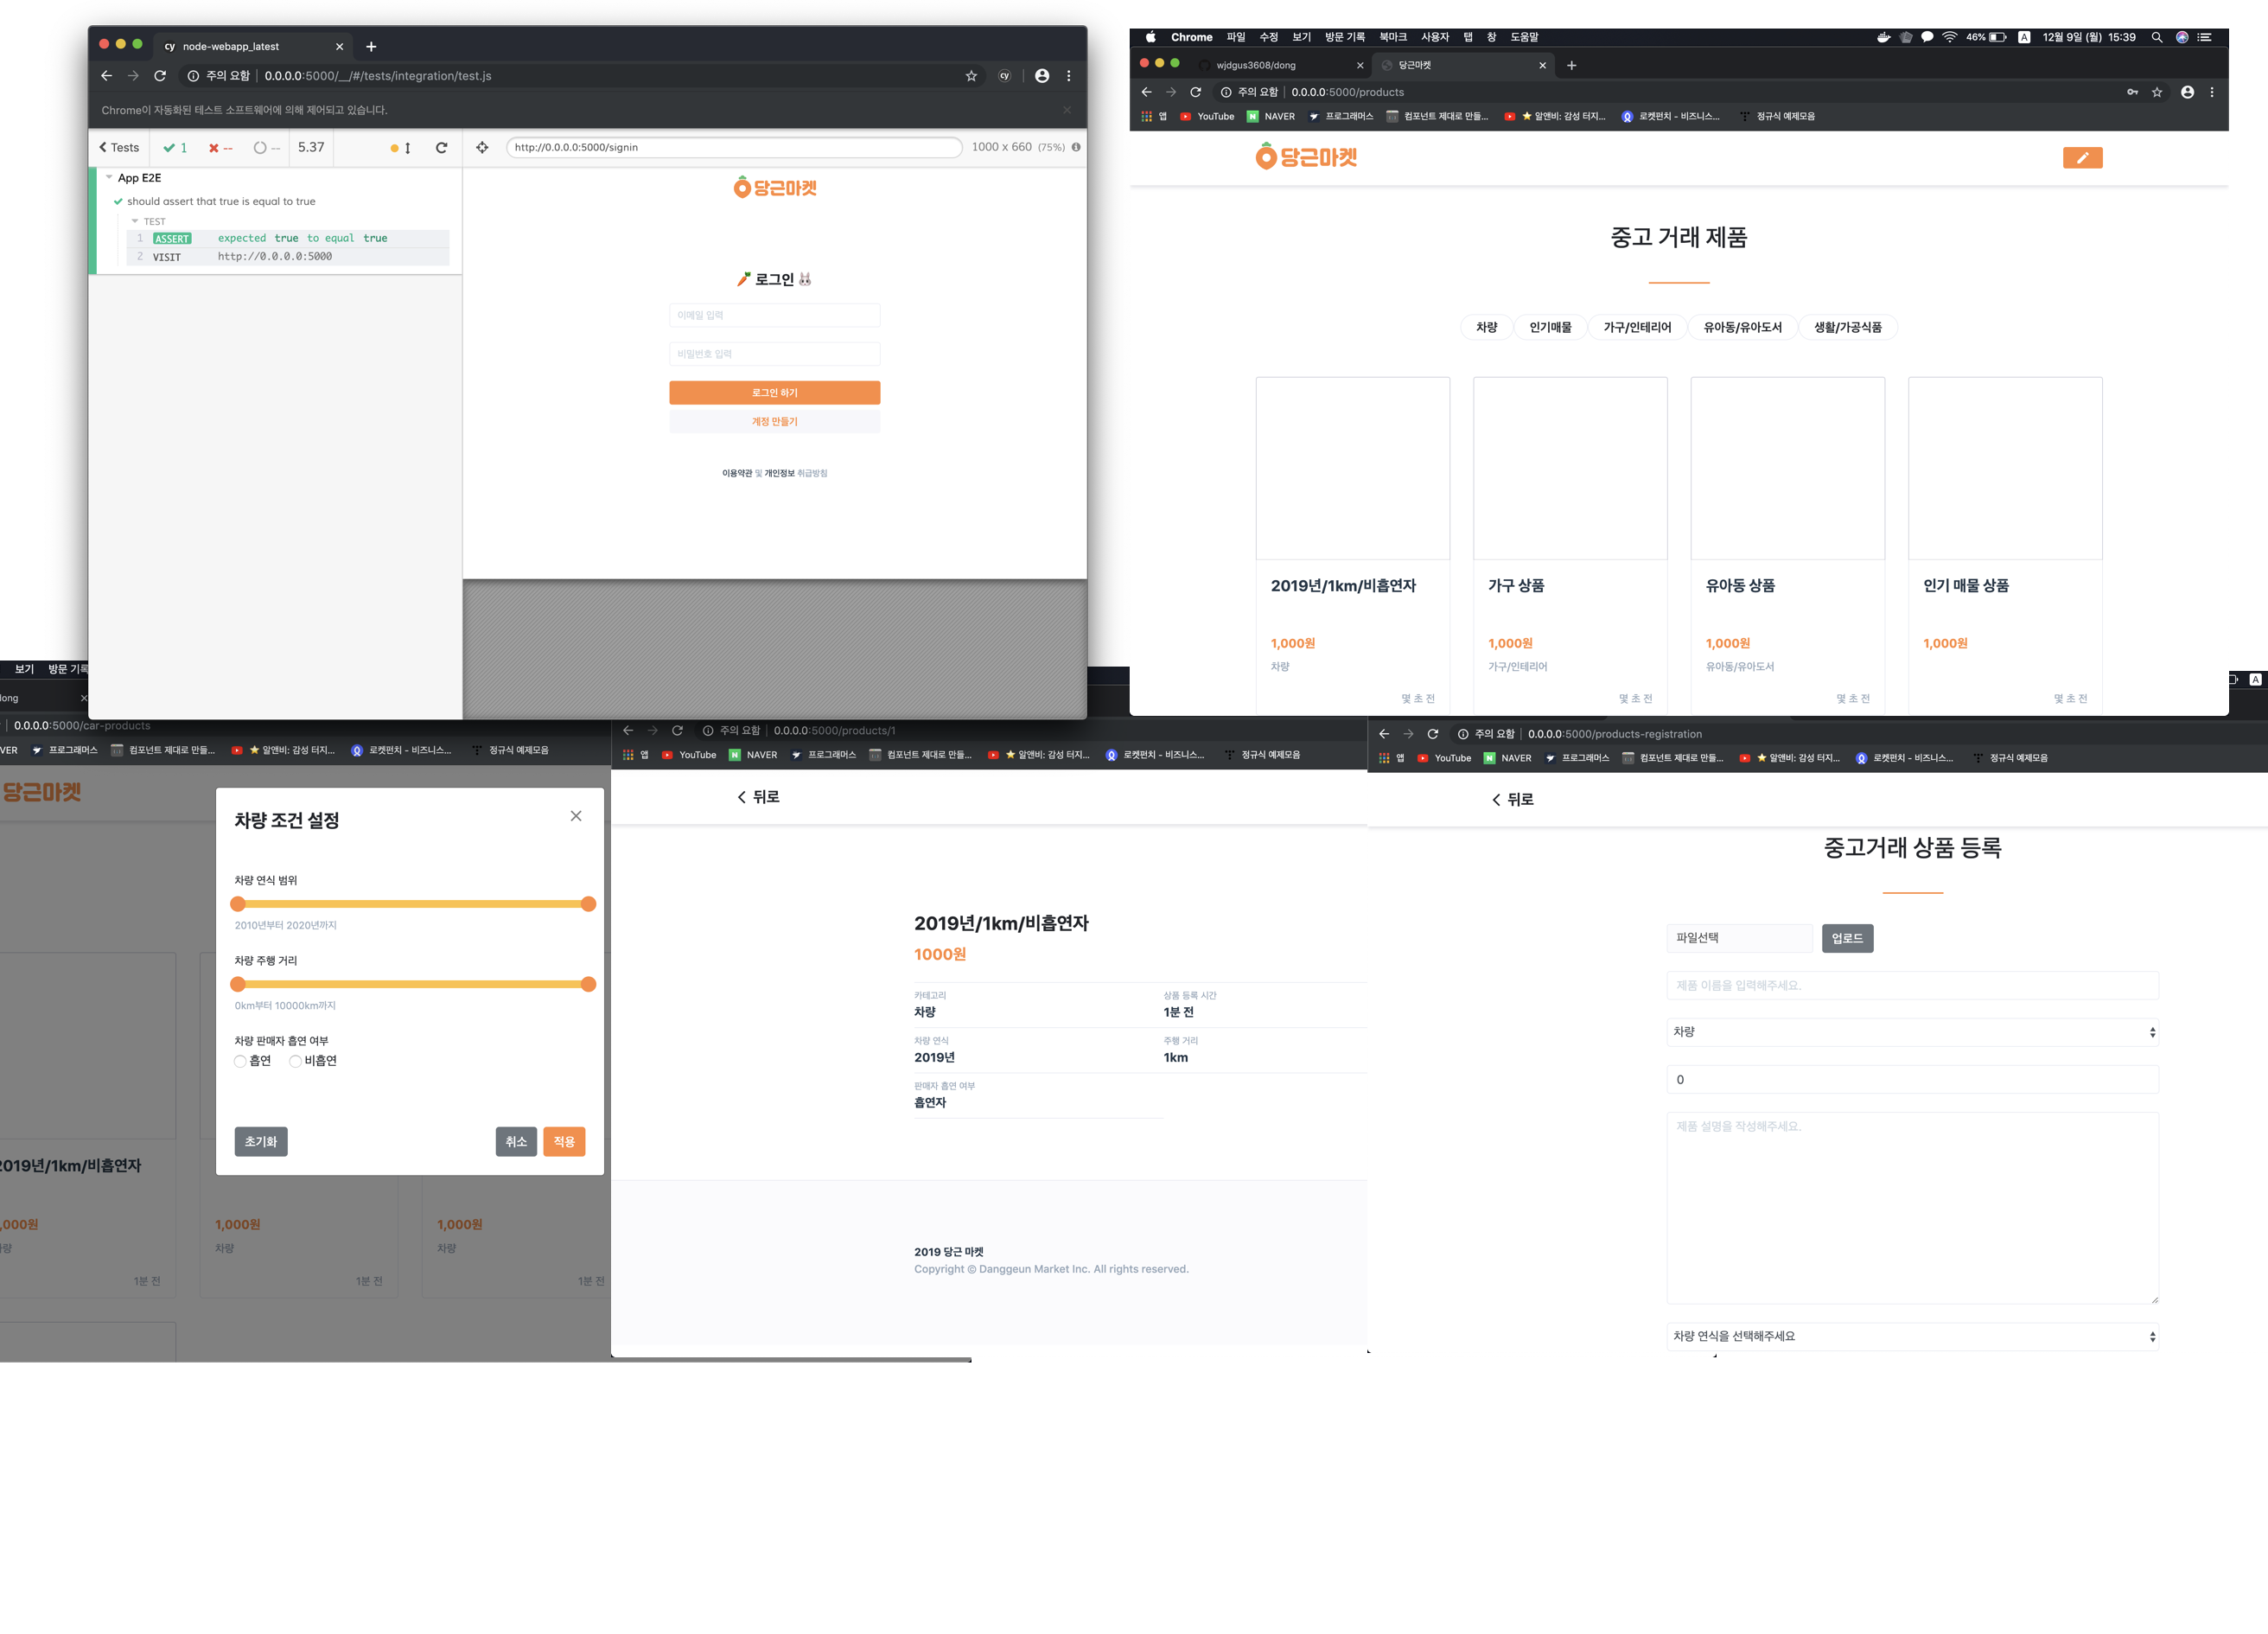 node-webapp_latest
주의 요함 0.0.0.0:5000/__/#/tests/integration/test.js
Chrome이 자동화된 테스트 소프트웨어에 의해 제어되고 있습니다.
Tests 1 -- -- 5.37
http://0.0.0.0:5000/signin 1000 x 660 (75%)
App E2E
should assert that true is equal to true
TEST
1 ASSERT expected true to equal true
2 VISIT http://0.0.0.0:5000
당근마켓
🥕 로그인 🐰
이메일 입력
비밀번호 입력
로그인 하기
계정 만들기
이용약관 및 개인정보 취급방침
Chrome 파일 수정 보기 방문 기록 북마크 사용자 탭 창 도움말 46% A 12월 9일 (월) 15:39
wjdgus3608/dong 당근마켓
주의 요함 0.0.0.0:5000/products
앱 YouTube NAVER 프로그래머스 컴포넌트 제대로 만들... ★ 알앤비: 감성 터지... 로켓펀치 - 비즈니스... 정규식 예제모음
당근마켓
중고 거래 제품
차량 인기매물 가구/인테리어 유아동/유아도서 생활/가공식품
2019년/1km/비흡연자 가구 상품 유아동 상품 인기 매물 상품
1,000원 1,000원 1,000원 1,000원
차량 가구/인테리어 유아동/유아도서
몇 초 전 몇 초 전 몇 초 전 몇 초 전
보기 방문 기록
dong
0.0.0.0:5000/car-products
VER 프로그래머스 컴포넌트 제대로 만들... ★ 알앤비: 감성 터지... 로켓펀치 - 비즈니스... 정규식 예제모음
당근마켓
차량 조건 설정
차량 연식 범위
2010년부터 2020년까지
차량 주행 거리
0km부터 10000km까지
차량 판매자 흡연 여부
흡연 비흡연
초기화 취소 적용
2019년/1km/비흡연자
,000원 1,000원 1,000원
차량 차량 차량
1분 전 1분 전 1분 전
주의 요함 0.0.0.0:5000/products/1
앱 YouTube NAVER 프로그래머스 컴포넌트 제대로 만들... ★ 알앤비: 감성 터지... 로켓펀치 - 비즈니스... 정규식 예제모음
뒤로
2019년/1km/비흡연자
1000원
카테고리 상품 등록 시간
차량 1분 전
차량 연식 주행 거리
2019년 1km
판매자 흡연 여부
흡연자
2019 당근 마켓
Copyright © Danggeun Market Inc. All rights reserved.
A
주의 요함 0.0.0.0:5000/products-registration
앱 YouTube NAVER 프로그래머스 컴포넌트 제대로 만들... ★ 알앤비: 감성 터지... 로켓펀치 - 비즈니스... 정규식 예제모음
뒤로
중고거래 상품 등록
파일선택 업로드
제품 이름을 입력해주세요.
차량
0
제품 설명을 작성해주세요.
차량 연식을 선택해주세요